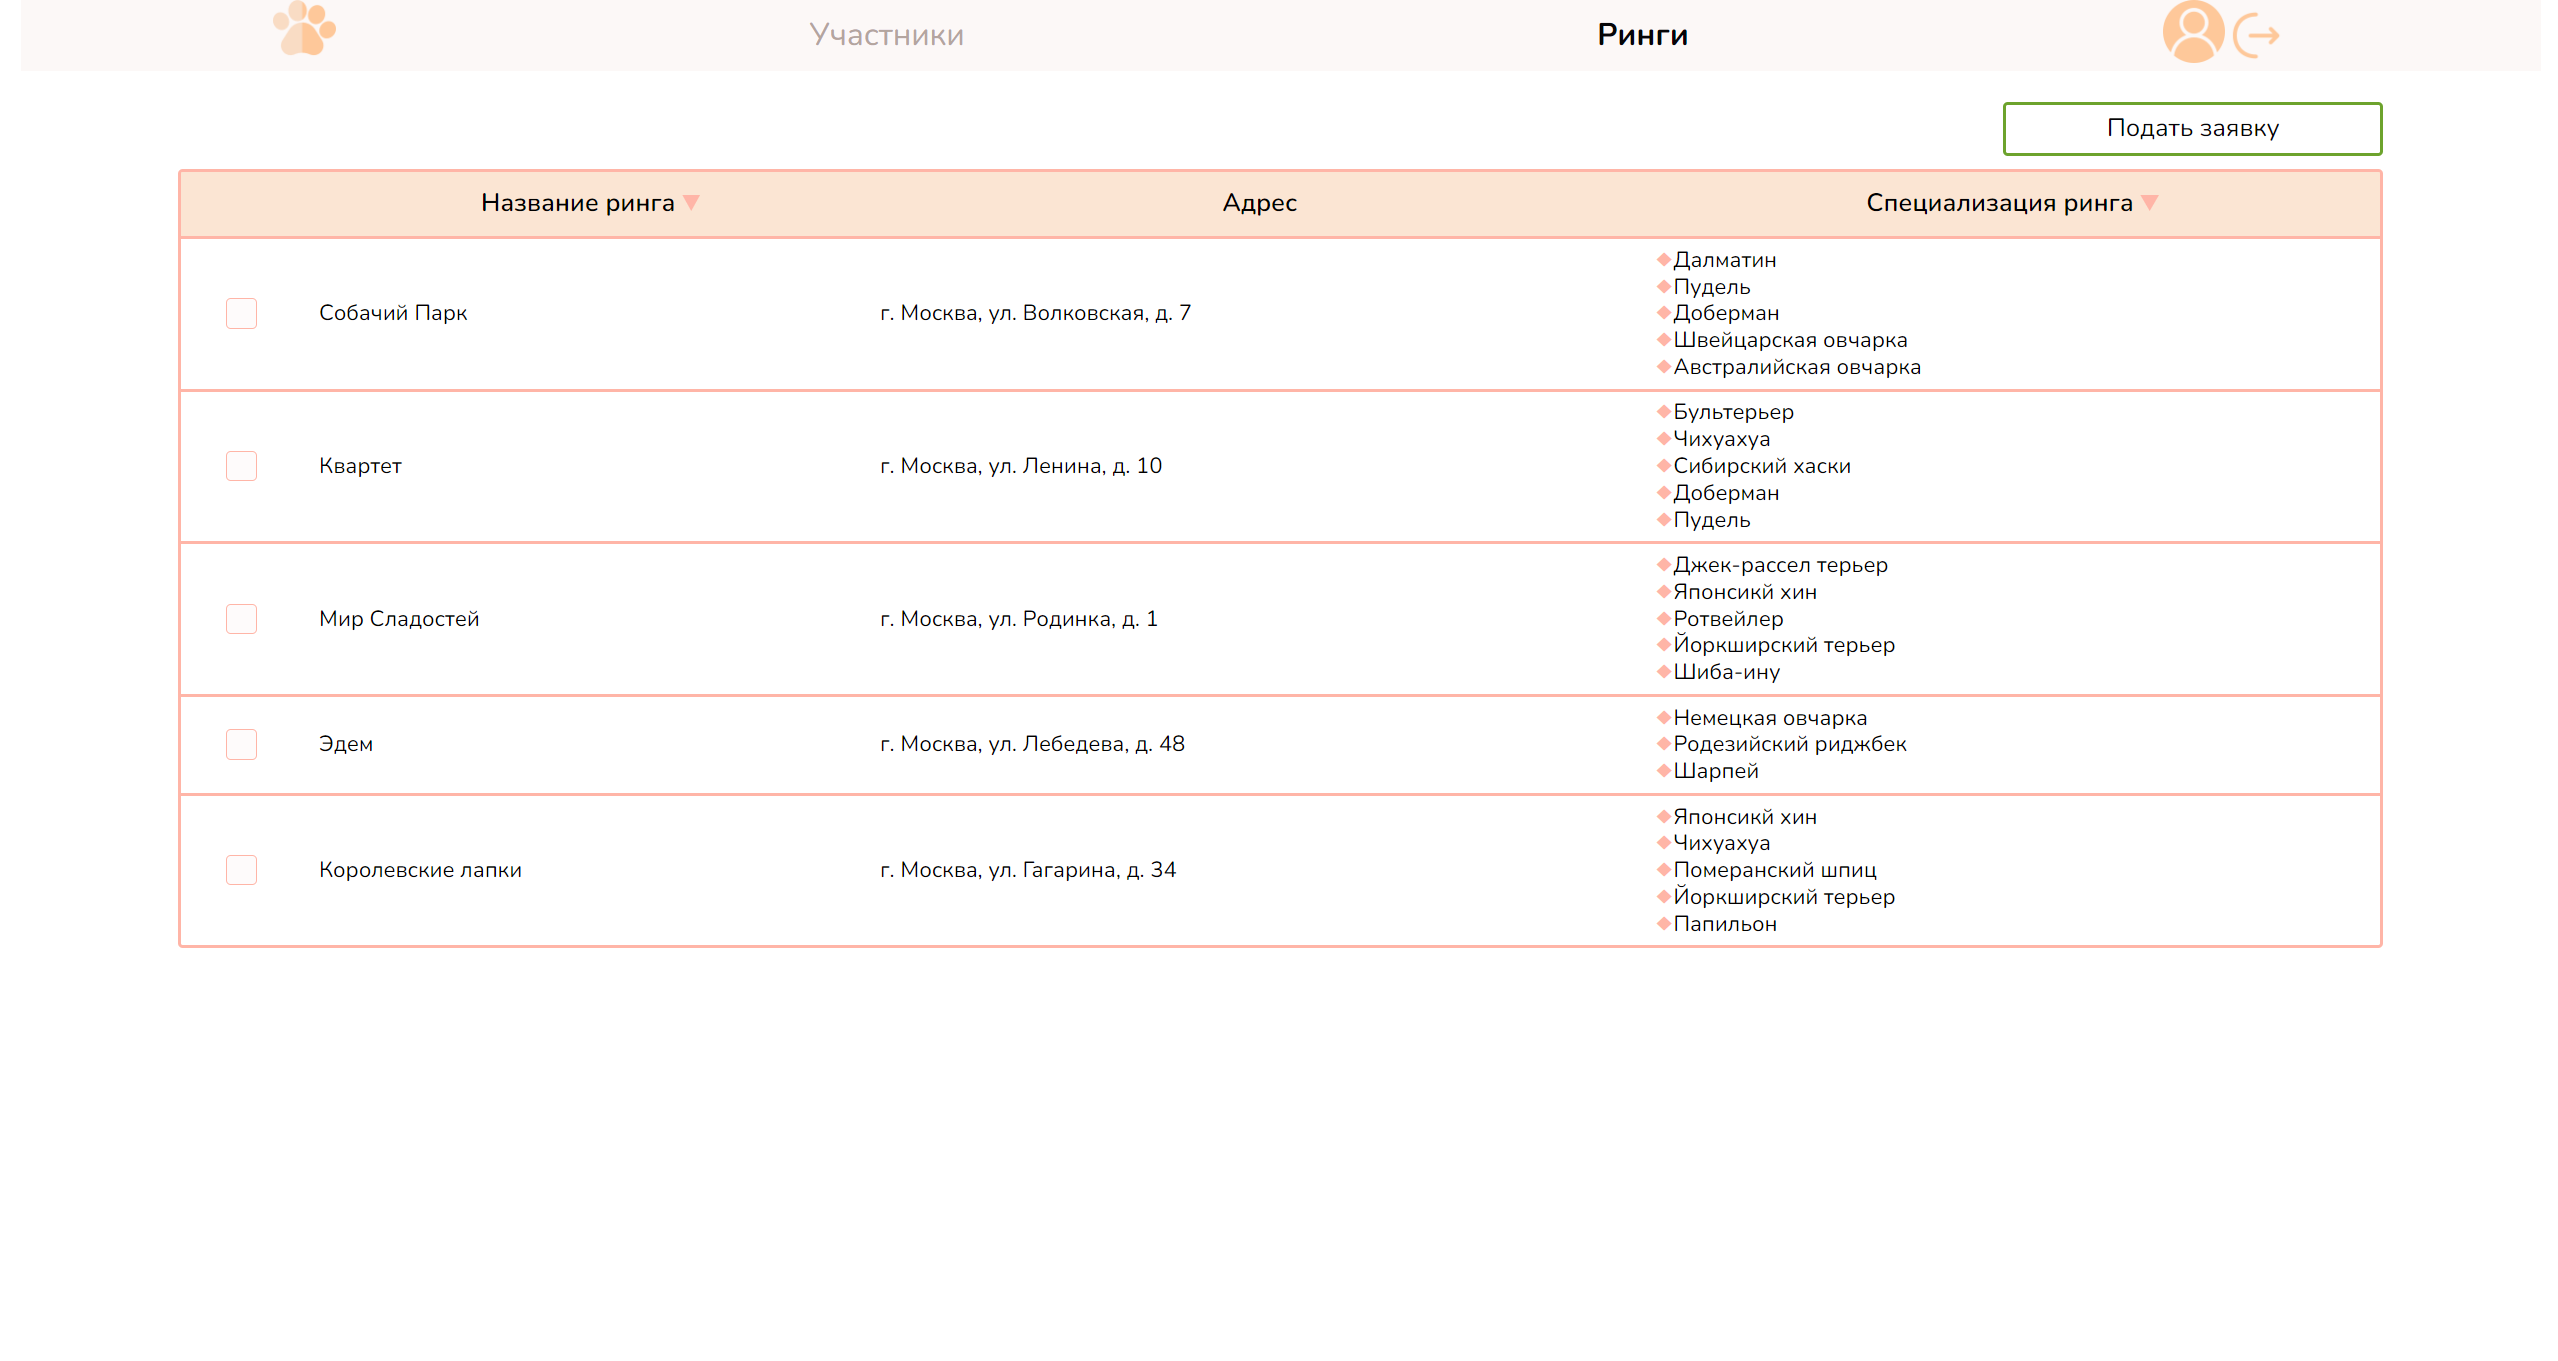 Участники
Ринги
Подать заявку
Название ринга
Адрес
Специализация ринга
Собачий Парк
г. Москва, ул. Волковская, д. 7
Далматин
Пудель
Доберман
Швейцарская овчарка
Австралийская овчарка
Квартет
г. Москва, ул. Ленина, д. 10
Бультерьер
Чихуахуа
Сибирский хаски
Доберман
Пудель
Мир Сладостей
г. Москва, ул. Родинка, д. 1
Джек-рассел терьер
Японсикй хин
Ротвейлер
Йоркширский терьер
Шиба-ину
Эдем
г. Москва, ул. Лебедева, д. 48
Немецкая овчарка
Родезийский риджбек
Шарпей
Королевские лапки
г. Москва, ул. Гагарина, д. 34
Японсикй хин
Чихуахуа
Померанский шпиц
Йоркширский терьер
Папильон